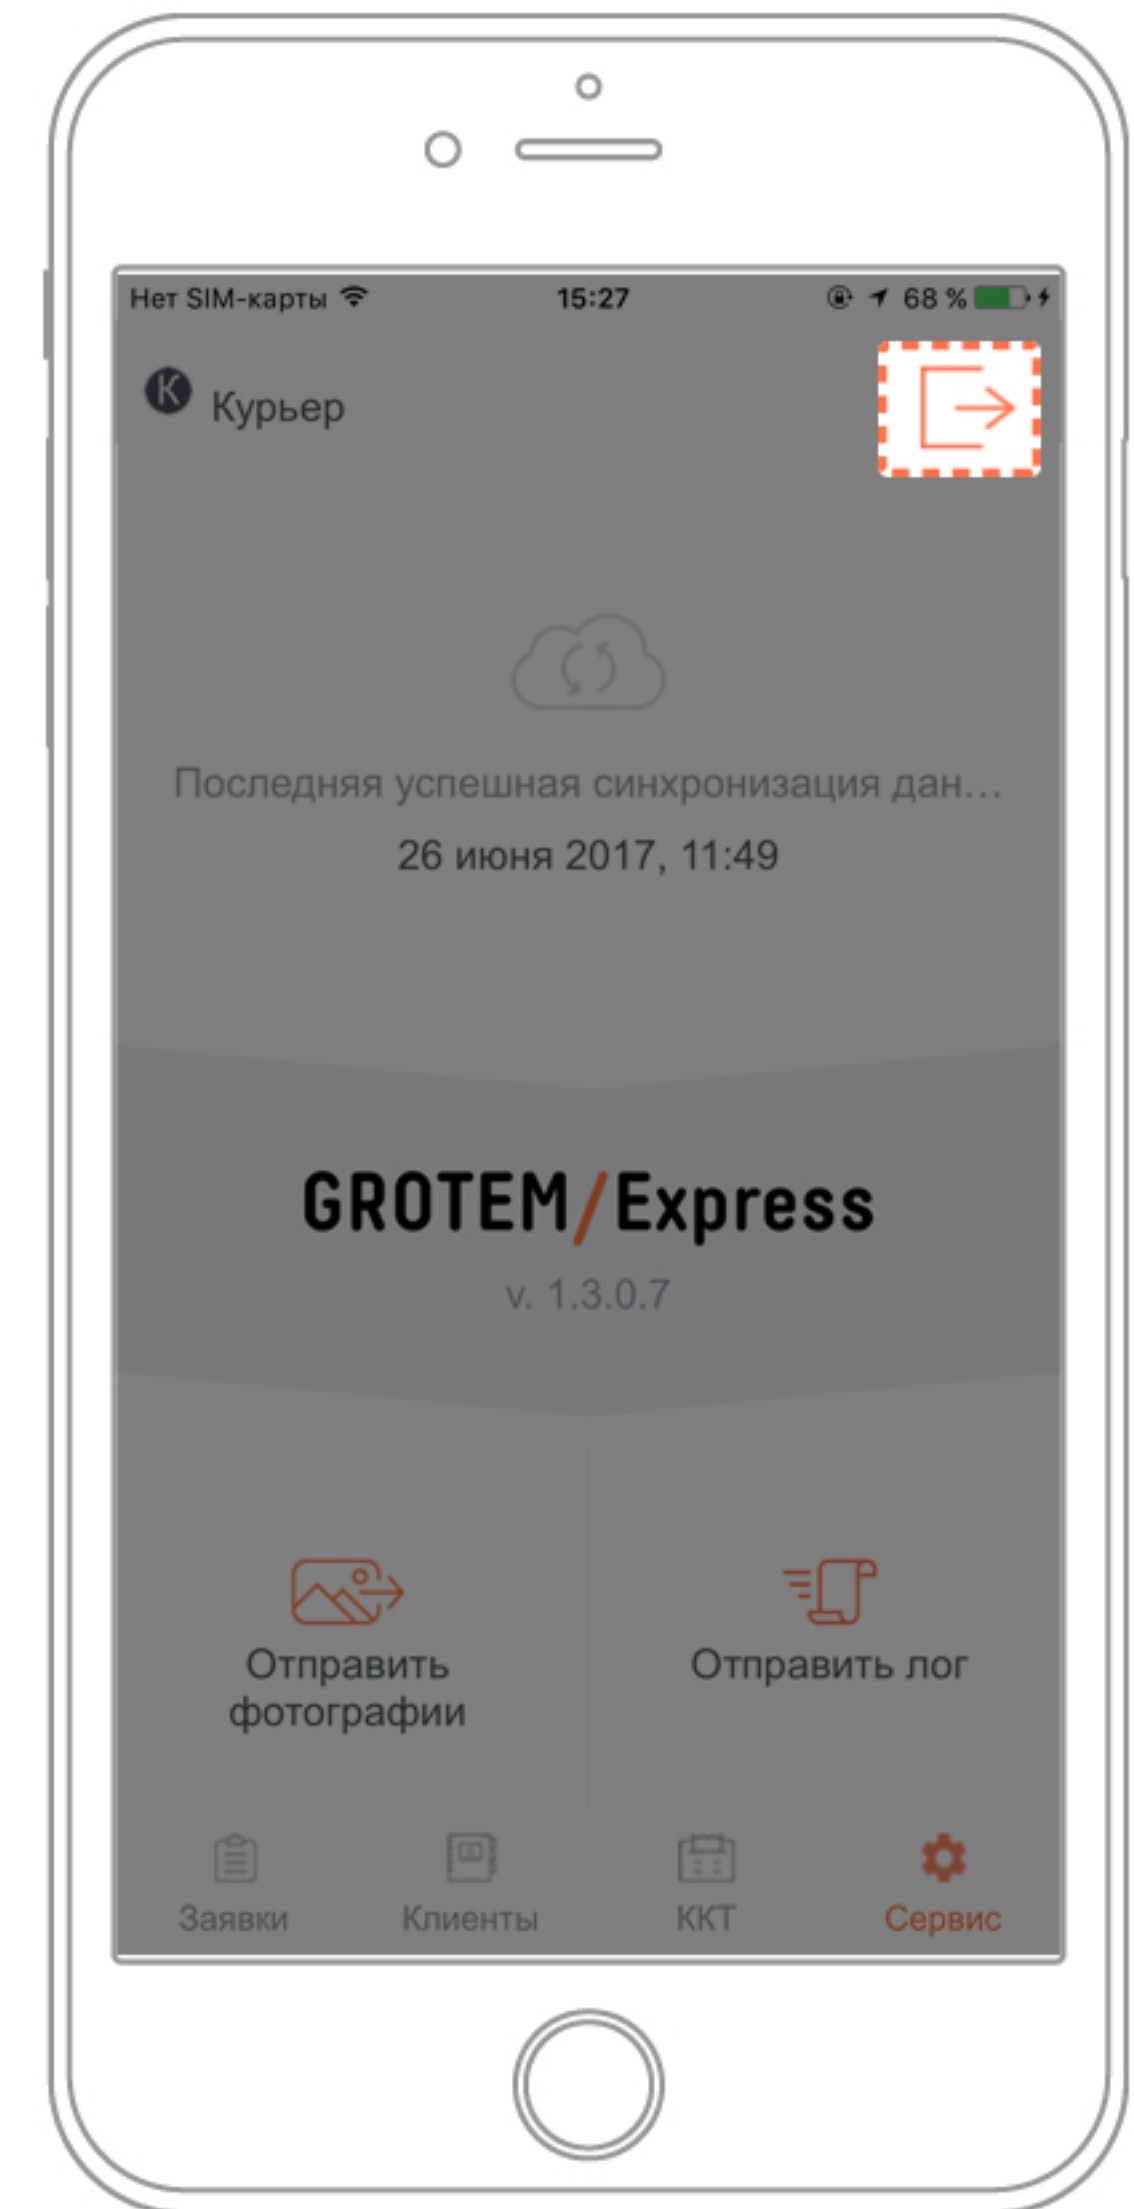 Нет SIM-карты 15:27 68 %
К Курьер
Последняя успешная синхронизация дан...
26 июня 2017, 11:49
GROTEM/Express
v. 1.3.0.7
Отправить
фотографии
Отправить лог
Заявки Клиенты ККТ Сервис